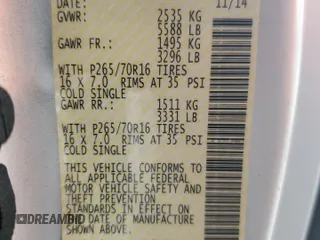 DATE 11/14
GVWR: 2535 KG
5588 LB
GAWR FR.: 1495 KG
3296 LB
WITH P265/70R16 TIRES
16 X 7.0 RIMS AT 35 PSI
COLD SINGLE
GAWR RR.: 1511 KG
3331 LB
WITH P265/70R16 TIRES
16 X 7.0 RIMS AT 35 PSI
COLD SINGLE
THIS VEHICLE CONFORMS TO
ALL APPLICABLE FEDERAL
MOTOR VEHICLE SAFETY AND
THEFT PREVENTION
STANDARDS IN EFFECT ON
THE DATE OF MANUFACTURE
SHOWN ABOVE.
DREAMBID